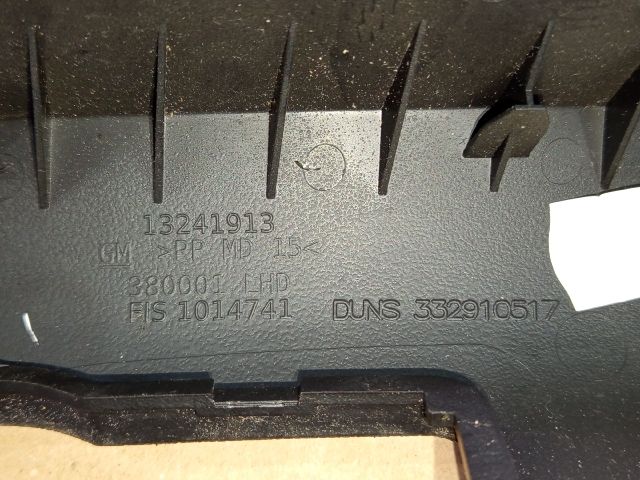 13241913
GM >PP MD 15<
380001 LHD
FIS 1014741 DUNS 332910517